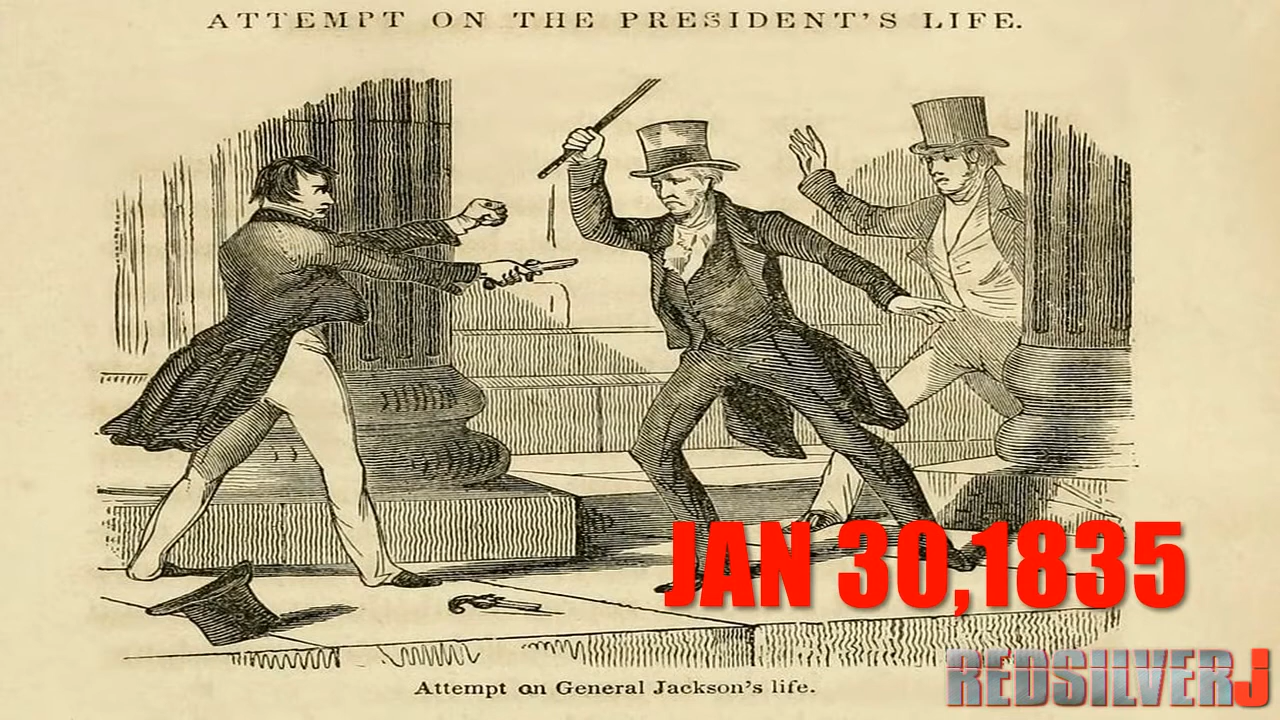 ATTEMPT ON THE PRESIDENT'S LIFE.
JAN 30,1835
REDSILVERJ
Attempt on General Jackson's life.